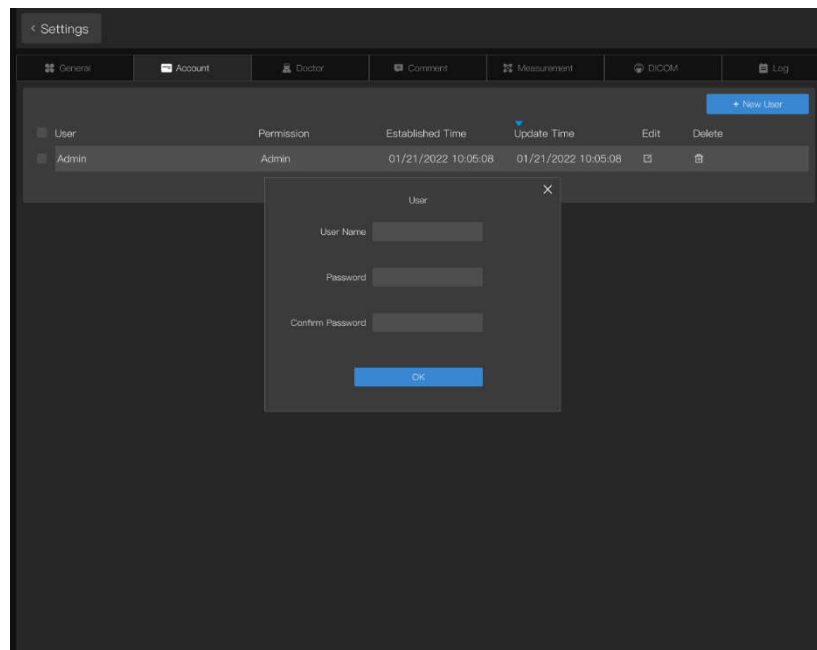 < Settings
General Account Doctor Comment Measurement DICOM Log
+ New User
User Permission Established Time Update Time Edit Delete
Admin Admin 01/21/2022 10:05:08 01/21/2022 10:05:08
User
User Name
Password
Confirm Password
OK